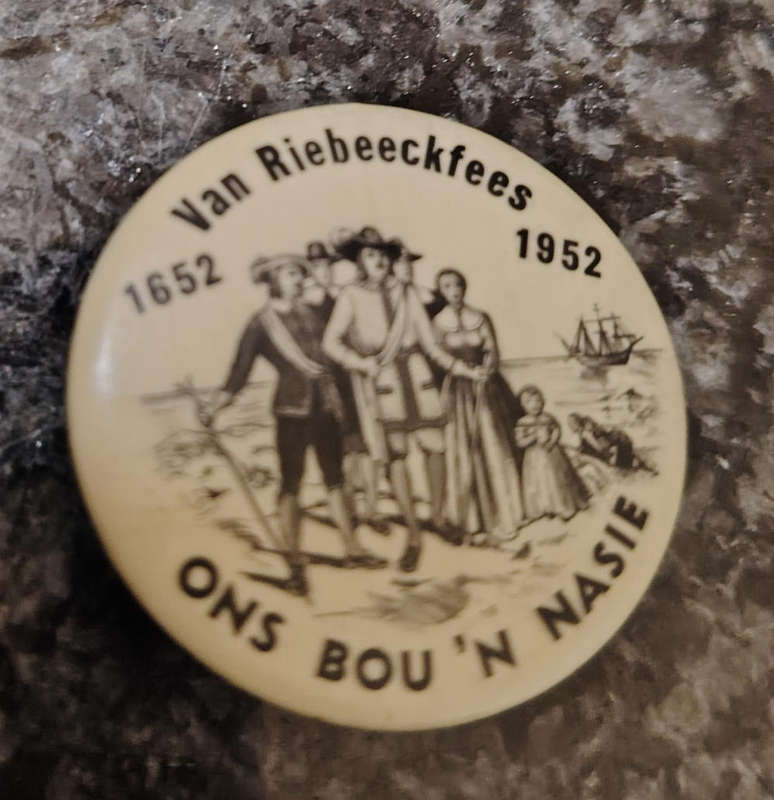 Van Riebeeckfees
1652 1952
ONS BOU 'N NASIE